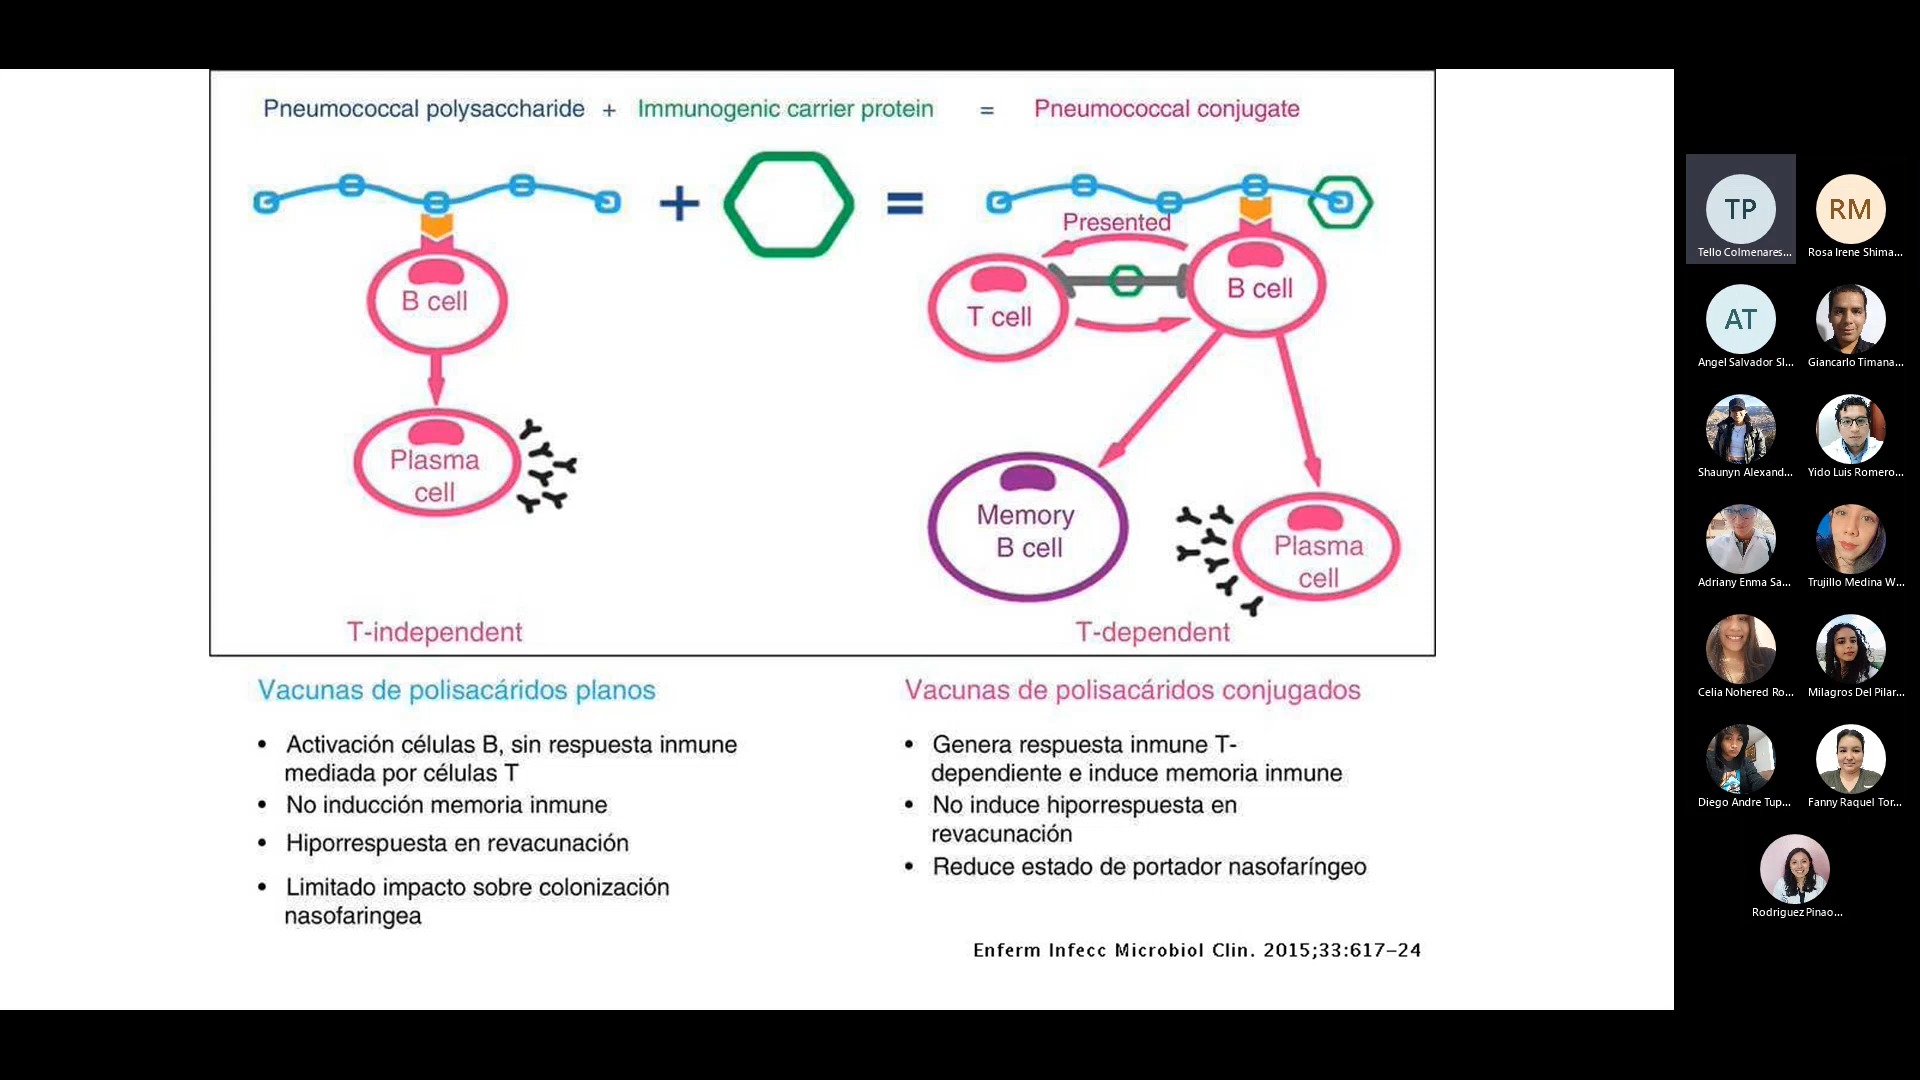 Pneumococcal polysaccharide + Immunogenic carrier protein = Pneumococcal conjugate
+
=
Presented
B cell
T cell
B cell
Plasma
cell
Memory
B cell
Plasma
cell
T-independent
T-dependent
Vacunas de polisacáridos planos
• Activación células B, sin respuesta inmune
mediada por células T
• No inducción memoria inmune
• Hiporrespuesta en revacunación
• Limitado impacto sobre colonización
nasofaringea
Vacunas de polisacáridos conjugados
• Genera respuesta inmune T-
dependiente e induce memoria inmune
• No induce hiporrespuesta en
revacunación
• Reduce estado de portador nasofaríngeo
Enferm Infecc Microbiol Clin. 2015;33:617–24
TP
Tello Colmenares...
RM
Rosa Irene Shima...
AT
Angel Salvador Sl...
Giancarlo Timana...
Shaunyn Alexand...
Yido Luis Romero...
Adriany Enma Sa...
Trujillo Medina W...
Celia Nohered Ro...
Milagros Del Pilar...
Diego Andre Tup...
Fanny Raquel Tor...
Rodriguez Pinao...